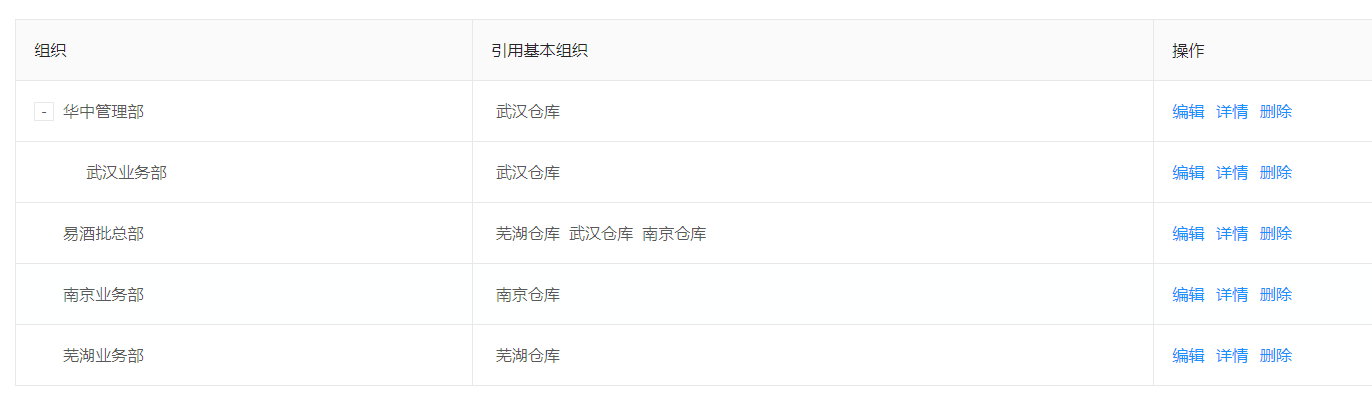 组织 引用基本组织 操作
- 华中管理部 武汉仓库 编辑 详情 删除
武汉业务部 武汉仓库 编辑 详情 删除
易酒批总部 芜湖仓库 武汉仓库 南京仓库 编辑 详情 删除
南京业务部 南京仓库 编辑 详情 删除
芜湖业务部 芜湖仓库 编辑 详情 删除